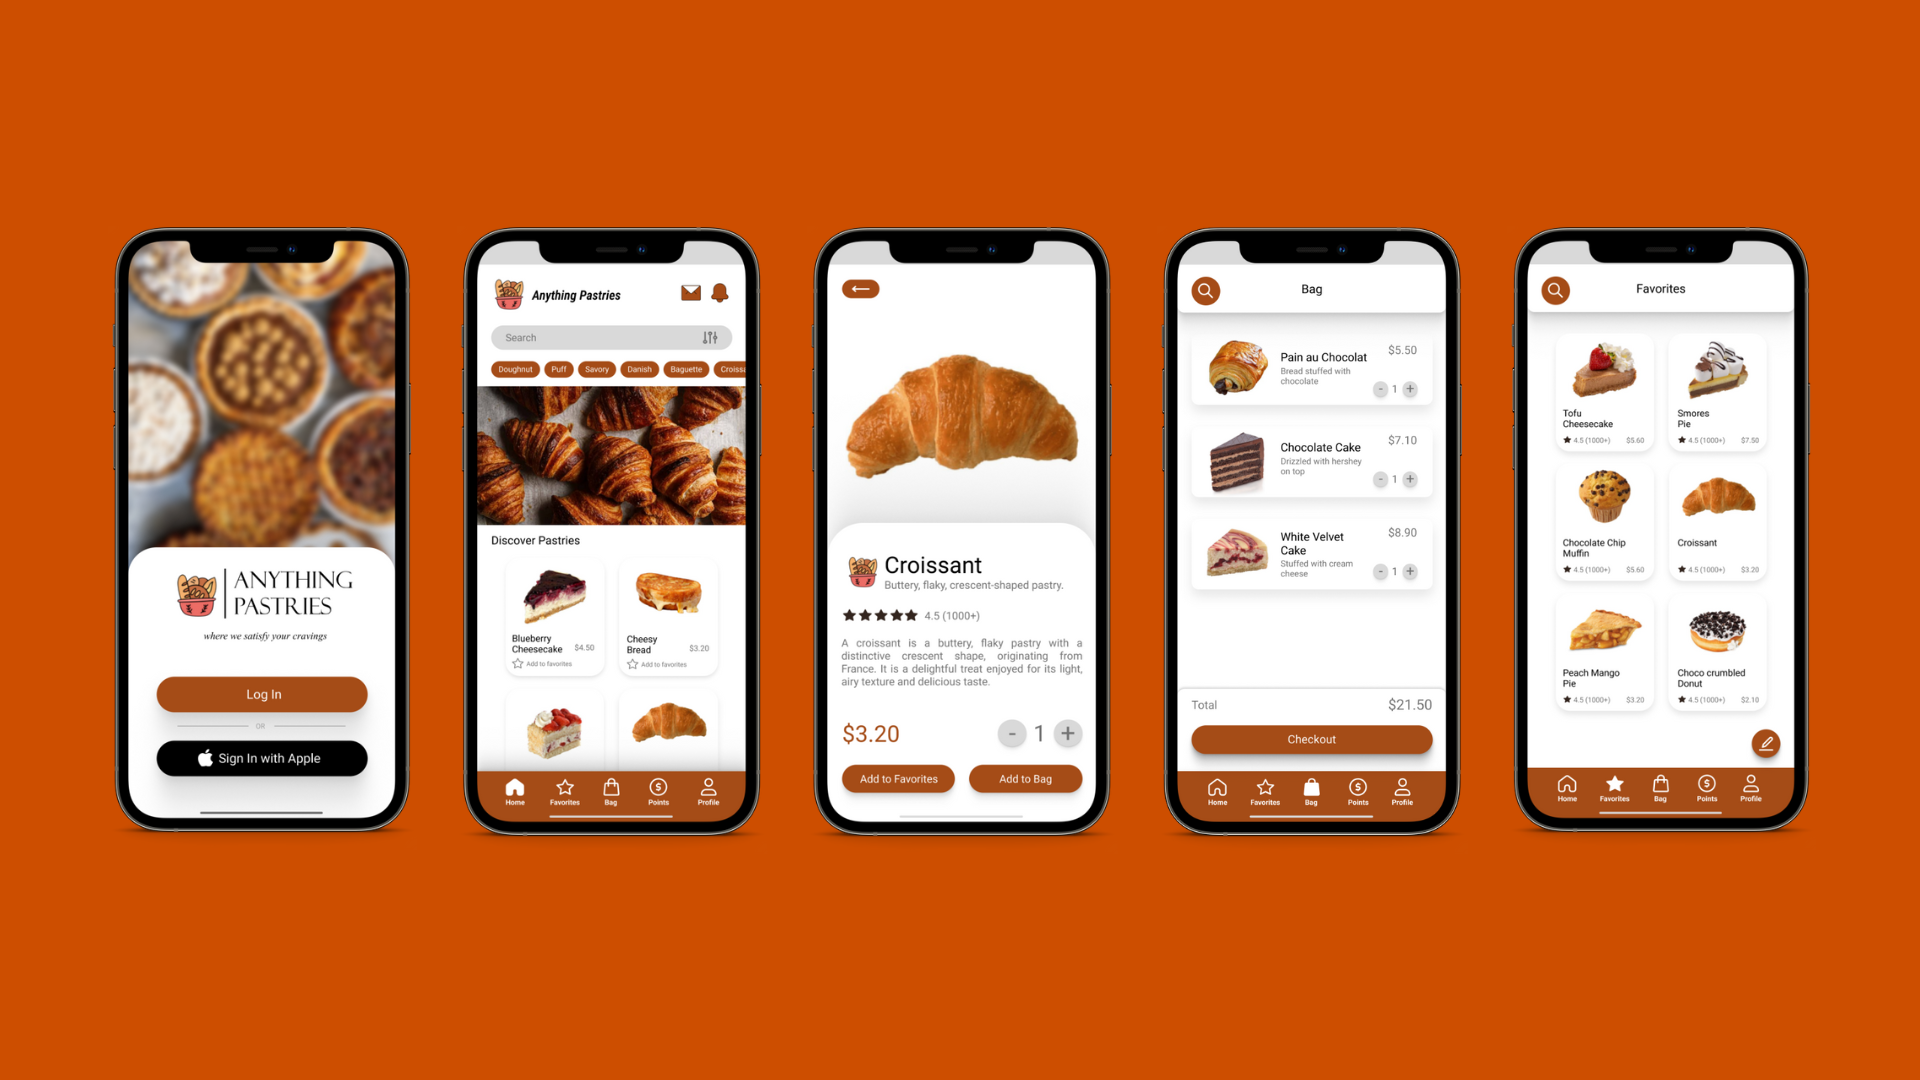 ANYTHING
PASTRIES
where we satisfy your cravings
Log In
OR
Sign In with Apple
Anything Pastries
Search
Doughnut
Puff
Savory
Danish
Baguette
Croissa
Discover Pastries
Blueberry
Cheesecake
$4.50
Add to favorites
Cheesy
Bread
$3.20
Add to favorites
Home
Favorites
Bag
Points
Profile
Croissant
Buttery, flaky, crescent-shaped pastry.
4.5 (1000+)
A croissant is a buttery, flaky pastry with a
distinctive crescent shape, originating from
France. It is a delightful treat enjoyed for its light,
airy texture and delicious taste.
$3.20
- 1 +
Add to Favorites
Add to Bag
Bag
Pain au Chocolat
$5.50
Bread stuffed with
chocolate
- 1 +
Chocolate Cake
$7.10
Drizzled with hershey
on top
- 1 +
White Velvet
Cake
$8.90
Stuffed with cream
cheese
- 1 +
Total
$21.50
Checkout
Home
Favorites
Bag
Points
Profile
Favorites
Tofu
Cheesecake
4.5 (1000+)
$5.60
Smores
Pie
4.5 (1000+)
$7.50
Chocolate Chip
Muffin
4.5 (1000+)
$5.60
Croissant
4.5 (1000+)
$3.20
Peach Mango
Pie
4.5 (1000+)
$3.20
Choco crumbled
Donut
4.5 (1000+)
$2.10
Home
Favorites
Bag
Points
Profile